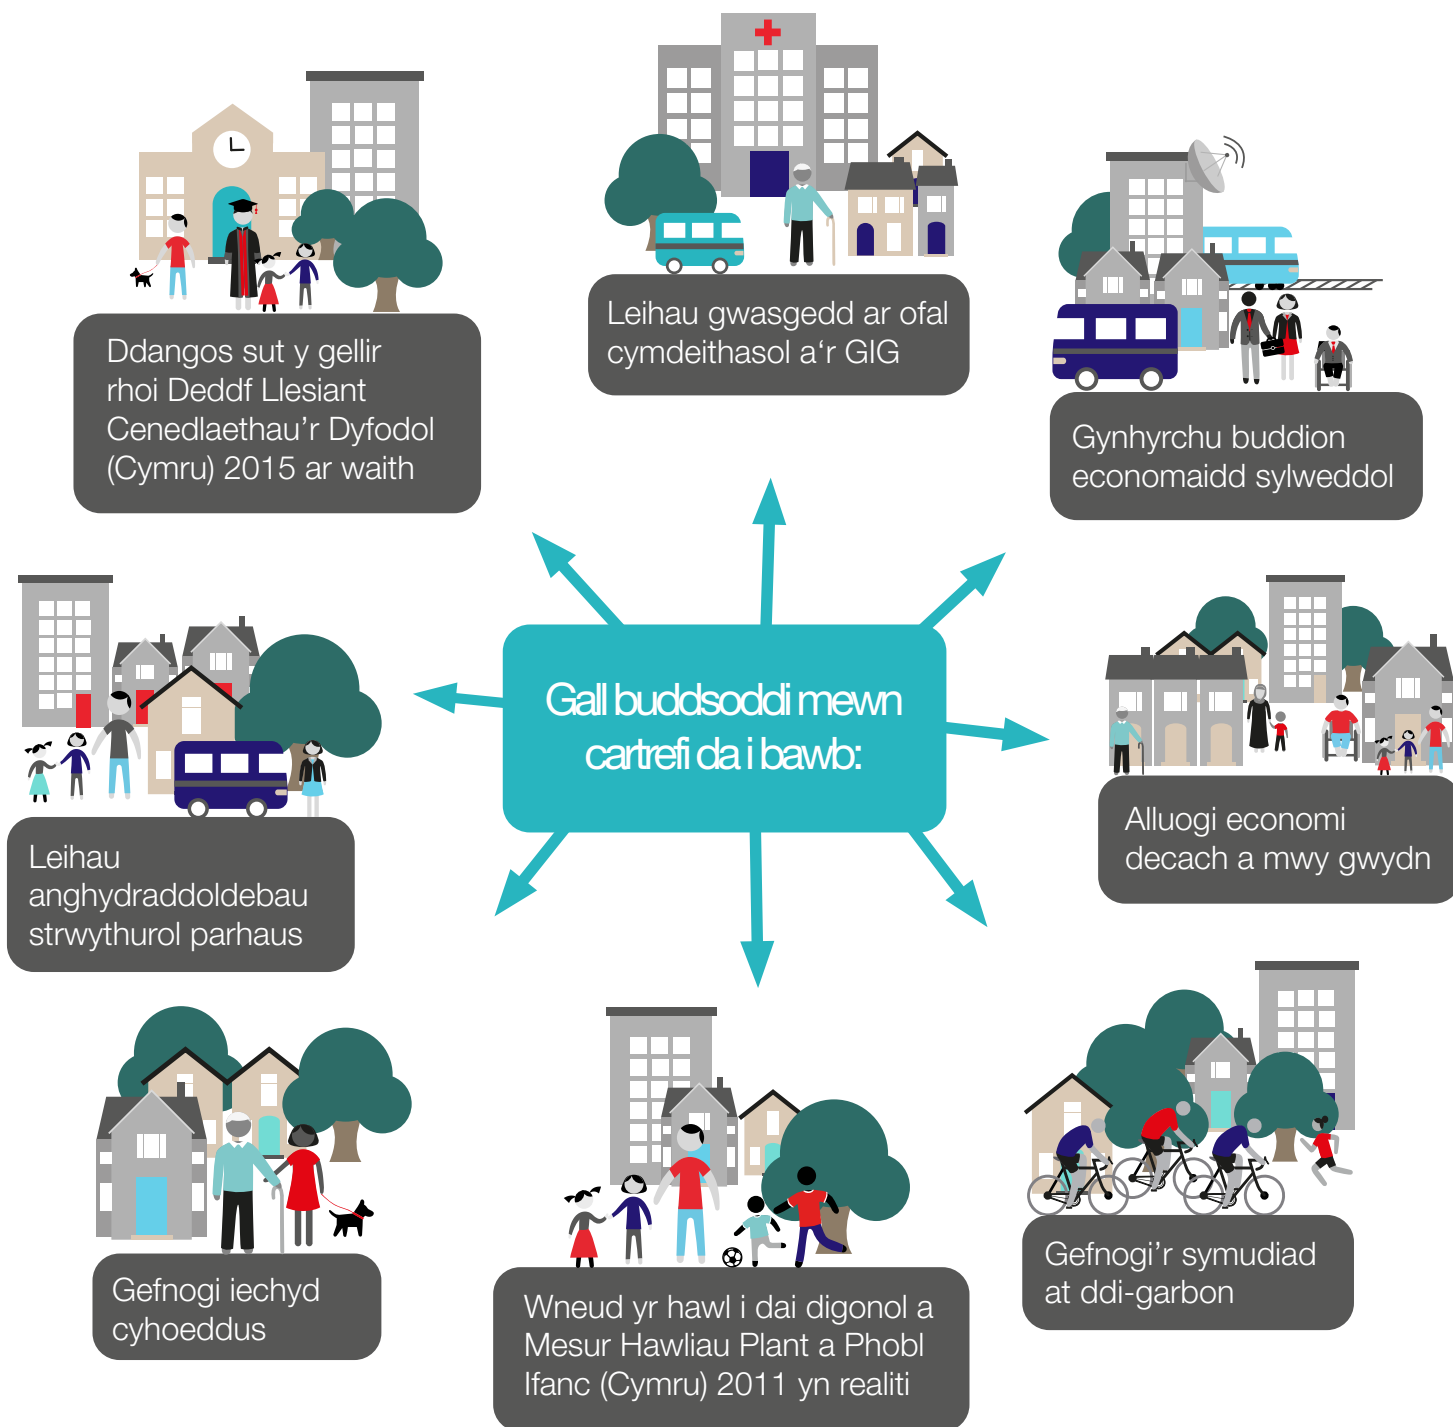 Leihau gwasgedd ar ofal
cymdeithasol a‘r GIG
Ddangos sut y gellir
rhoi Deddf Llesiant
Cenedlaethau’r Dyfodol
(Cymru) 2015 ar waith
Gynhyrchu buddion
economaidd sylweddol
Gall buddsoddi mewn
cartrefi da i bawb:
Leihau
anghydraddoldebau
strwythurol parhaus
Alluogi economi
decach a mwy gwydn
Gefnogi iechyd
cyhoeddus
Wneud yr hawl i dai digonol a
Mesur Hawliau Plant a Phobl
Ifanc (Cymru) 2011 yn realiti
Gefnogi’r symudiad
at ddi-garbon